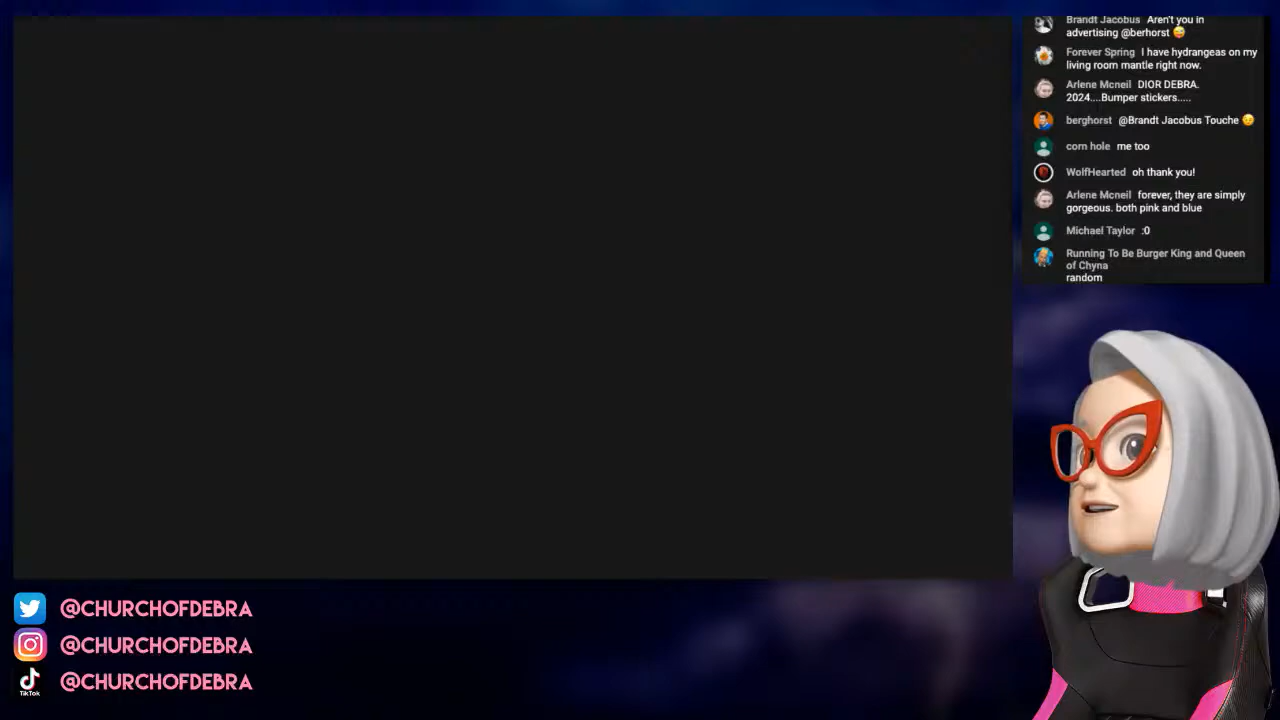 Brandt Jacobus Aren't you in
advertising @berhorst 😅
Forever Spring I have hydrangeas on my
living room mantle right now.
Arlene Mcneil DIOR DEBRA.
2024....Bumper stickers.....
berghorst @Brandt Jacobus Touche 😉
corn hole me too
WolfHearted oh thank you!
Arlene Mcneil forever, they are simply
gorgeous. both pink and blue
Michael Taylor :0
Running To Be Burger King and Queen
of Chyna
random
@CHURCHOFDEBRA
@CHURCHOFDEBRA
TikTok
@CHURCHOFDEBRA